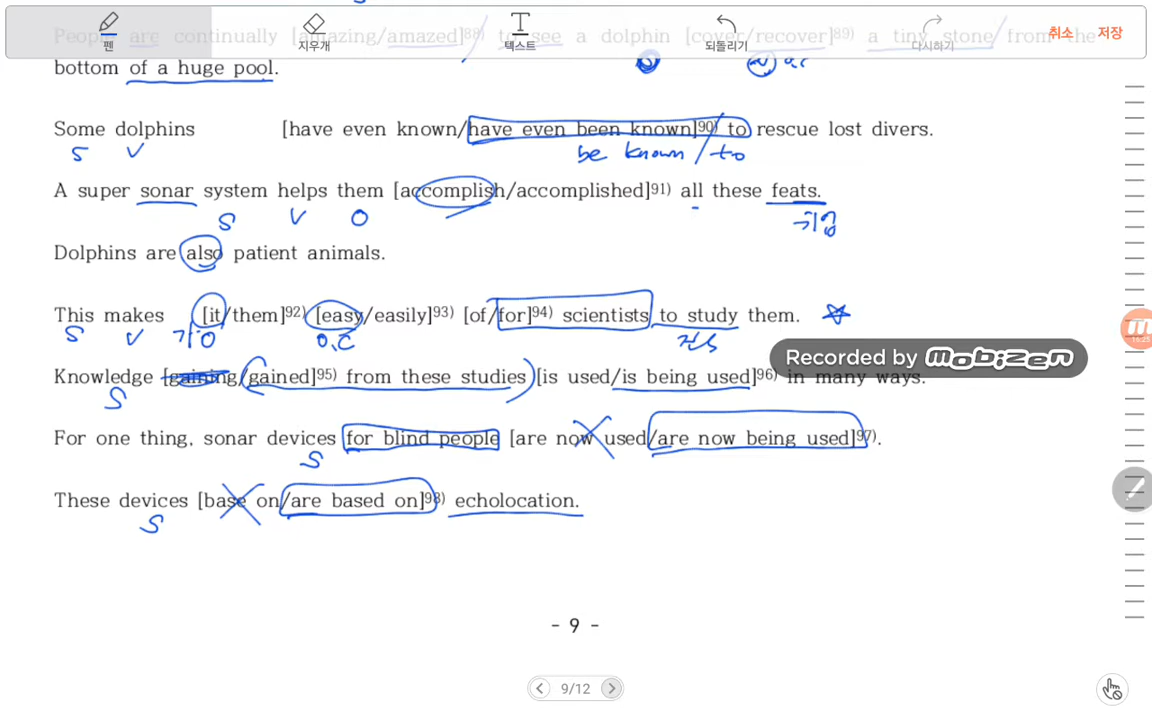 펜
지우개
텍스트
되돌리기
다시하기
취소 저장
People are continually [amazing/amazed]88) to see a dolphin [cover/recover]89) a tiny stone from the
bottom of a huge pool.
Some dolphins [have even known/have even been known]90) to rescue lost divers.
S V be known / to
A super sonar system helps them [accomplish/accomplished]91) all these feats.
S V O 위업
Dolphins are also patient animals.
This makes [it/them]92) [easy/easily]93) [of/for]94) scientists to study them.
S V 가O O.C 진S
Recorded by mobizen
Knowledge [gaining/gained]95) from these studies [is used/is being used]96) in many ways.
S
For one thing, sonar devices for blind people [are now used/are now being used]97).
S
These devices [base on/are based on]98) echolocation.
S
- 9 -
9/12